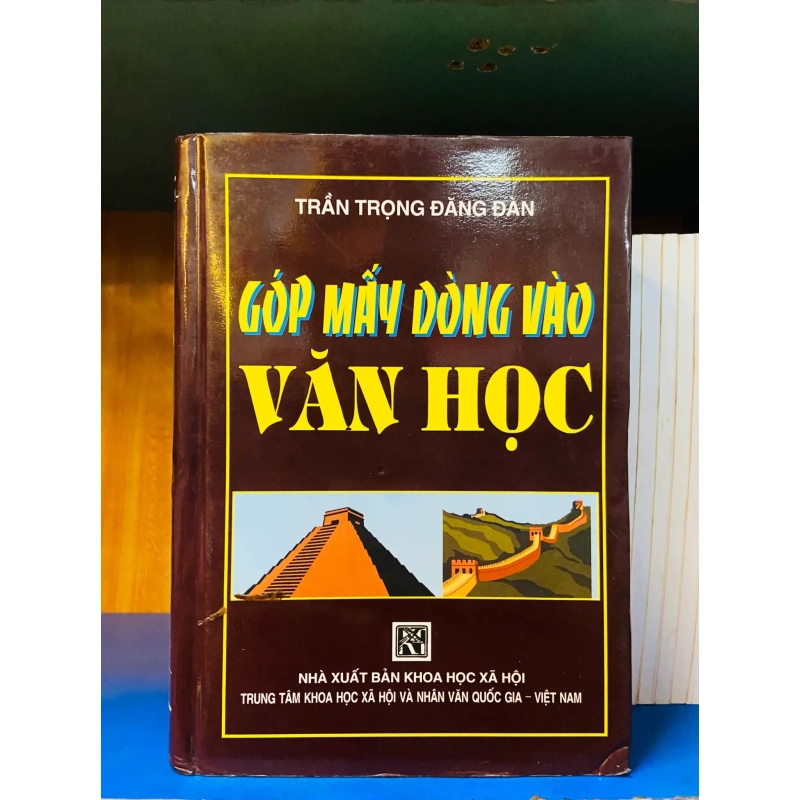 TRẦN TRỌNG ĐĂNG ĐÀN
GÓP MẤY DÒNG VÀO
VĂN HỌC
NHÀ XUẤT BẢN KHOA HỌC XÃ HỘI
TRUNG TÂM KHOA HỌC XÃ HỘI VÀ NHÂN VĂN QUỐC GIA - VIỆT NAM